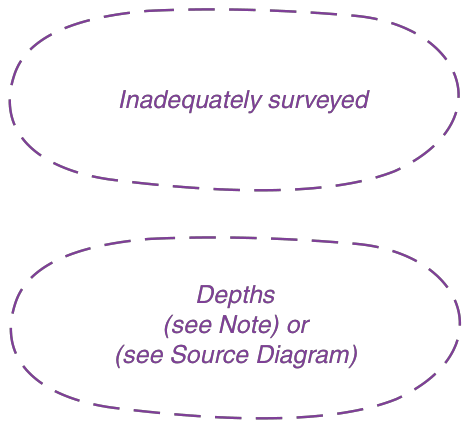 Inadequately surveyed
Depths
(see Note) or
(see Source Diagram)